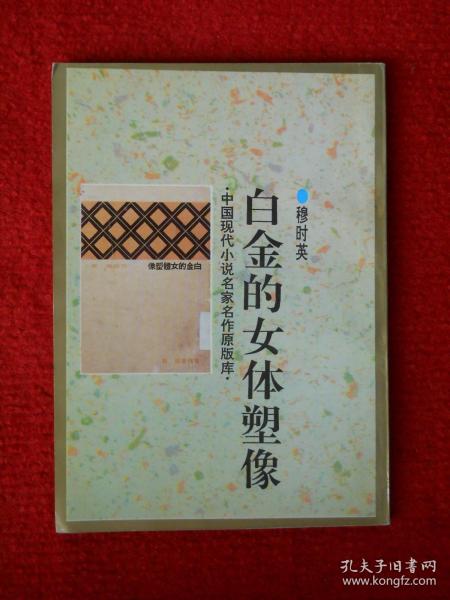 穆时英
白金的女体塑像
·中国现代小说名家名作原版库·
像塑體女的金白
孔夫子旧书网
www.kongfz.com